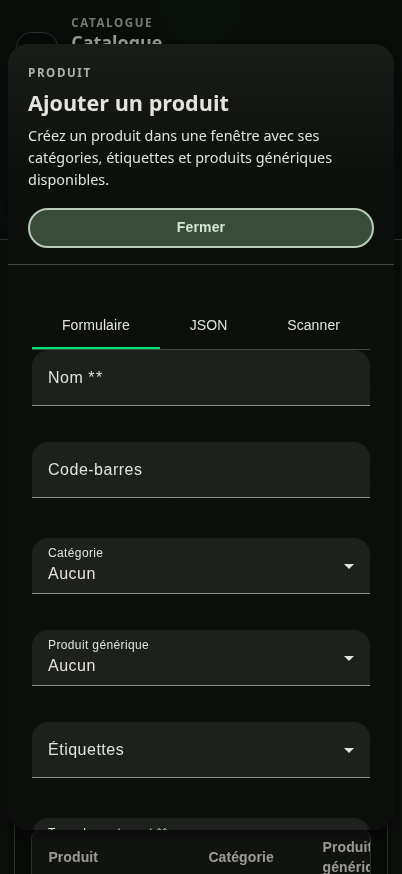 CATALOGUE
Catalogue
PRODUIT
Ajouter un produit
Créez un produit dans une fenêtre avec ses
catégories, étiquettes et produits génériques
disponibles.
Fermer
Formulaire JSON Scanner
Nom **
Code-barres
Catégorie
Aucun
Produit générique
Aucun
Étiquettes
Produit Catégorie Produit